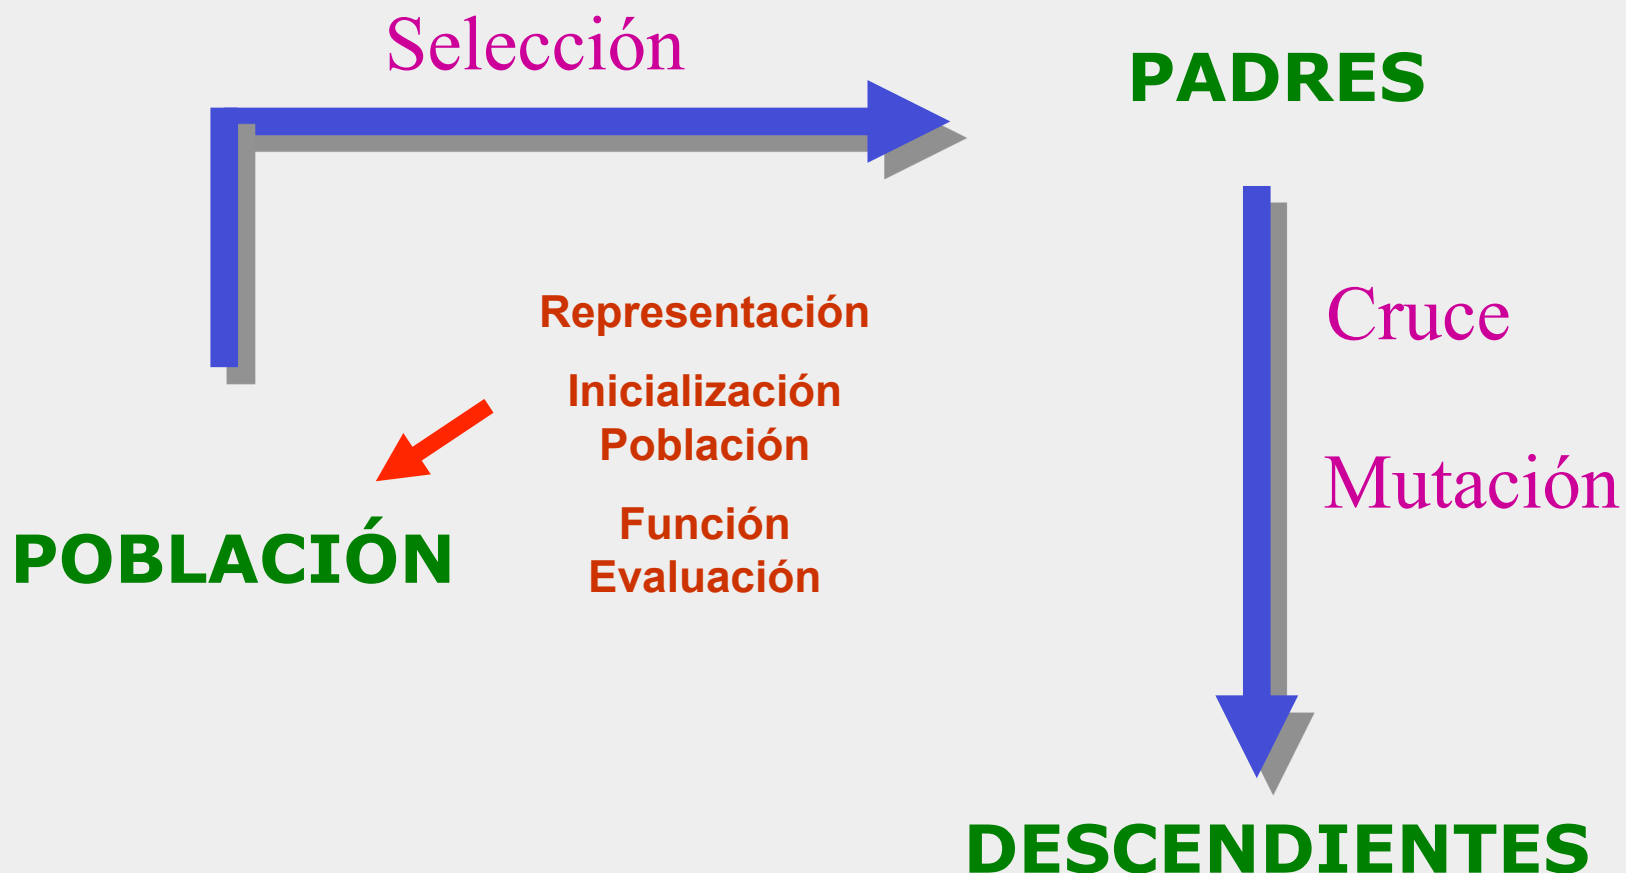 Selección
PADRES
Representación
Cruce
Inicialización
Población
Mutación
Función
POBLACIÓN
Evaluación
DESCENDIENTES